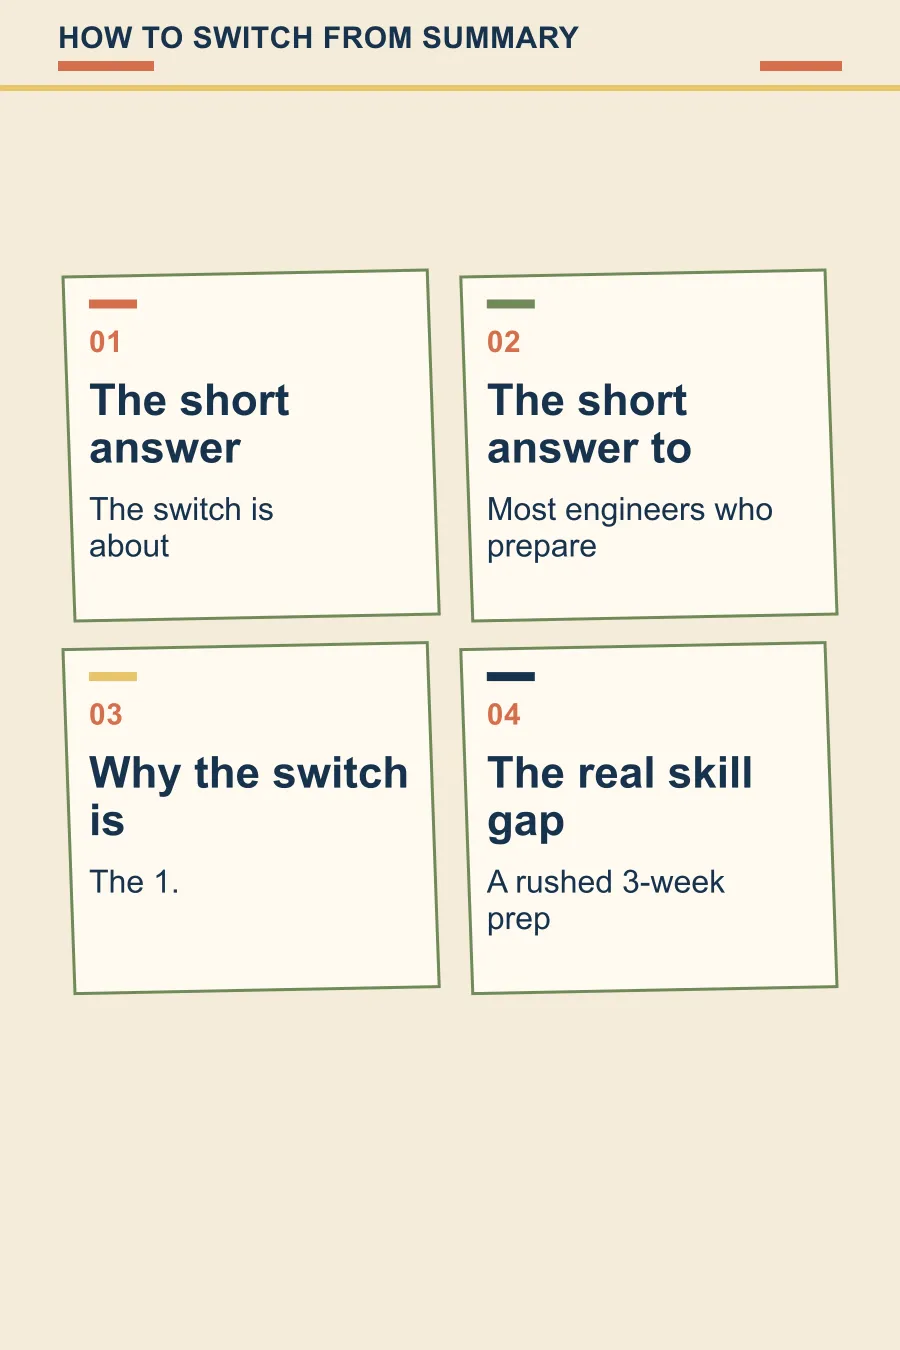 HOW TO SWITCH FROM SUMMARY
01
The short
answer
The switch is
about
02
The short
answer to
Most engineers who
prepare
03
Why the switch
is
The 1.
04
The real skill
gap
A rushed 3-week
prep